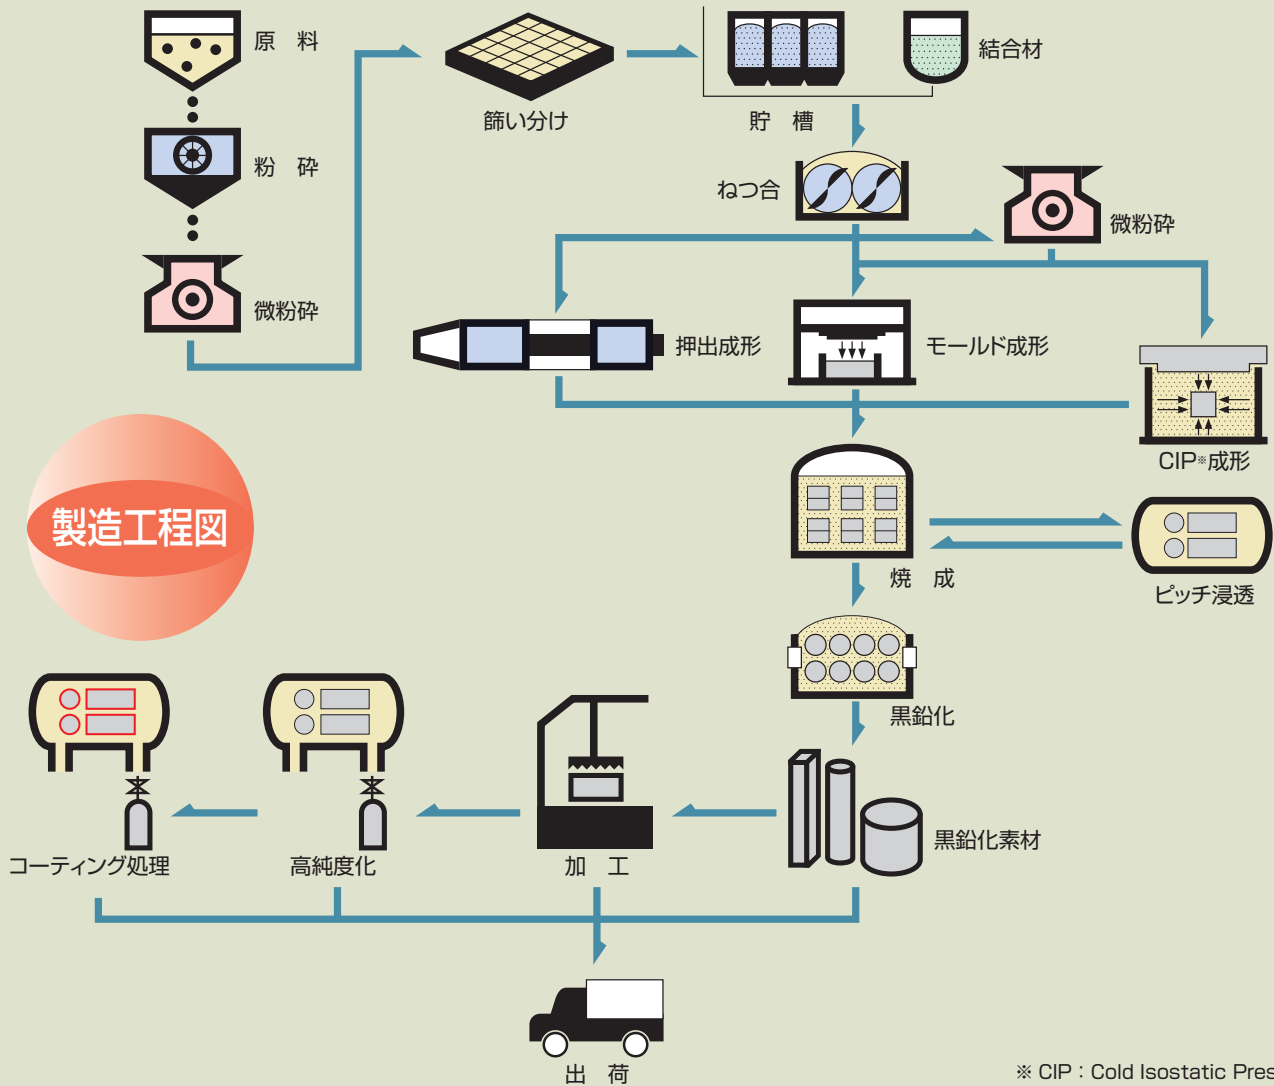 原 料
粉 砕
微粉砕
篩い分け
貯 槽
結合材
ねつ合
微粉砕
押出成形
モールド成形
CIP※成形
製造工程図
焼 成
ピッチ浸透
黒鉛化
黒鉛化素材
加 工
高純度化
コーティング処理
出 荷
※ CIP : Cold Isostatic Pres